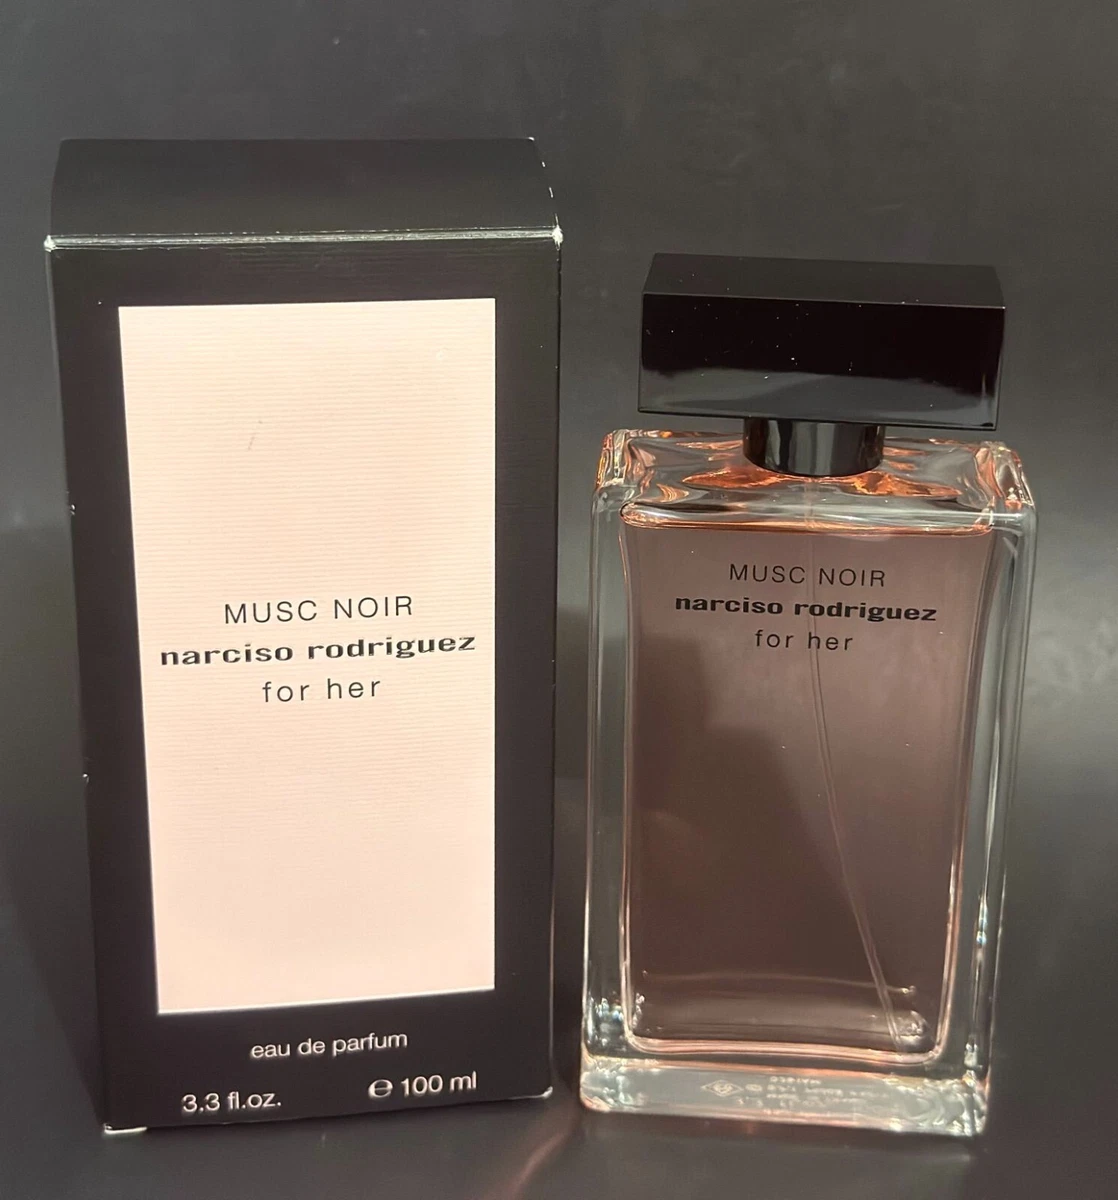 MUSC NOIR
narciso rodriguez
for her
eau de parfum
3.3 fl.oz. ℮ 100 ml
MUSC NOIR
narciso rodriguez
for her